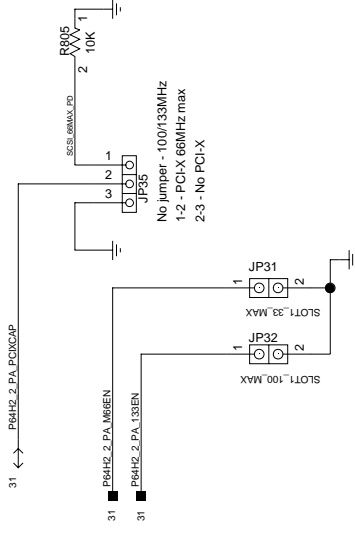 R805
10K
1
2
SCSI_66MAX_PD
1
2
3
JP35
No jumper - 100/133MHz
1-2 - PCI-X 66MHz max
2-3 - No PCI-X
31
P64H2_2_PA_PCIXCAP
31
P64H2_2_PA_M66EN
1
JP31
2
SLOT1_33_MAX
31
P64H2_2_PA_133EN
1
JP32
2
SLOT1_100_MAX